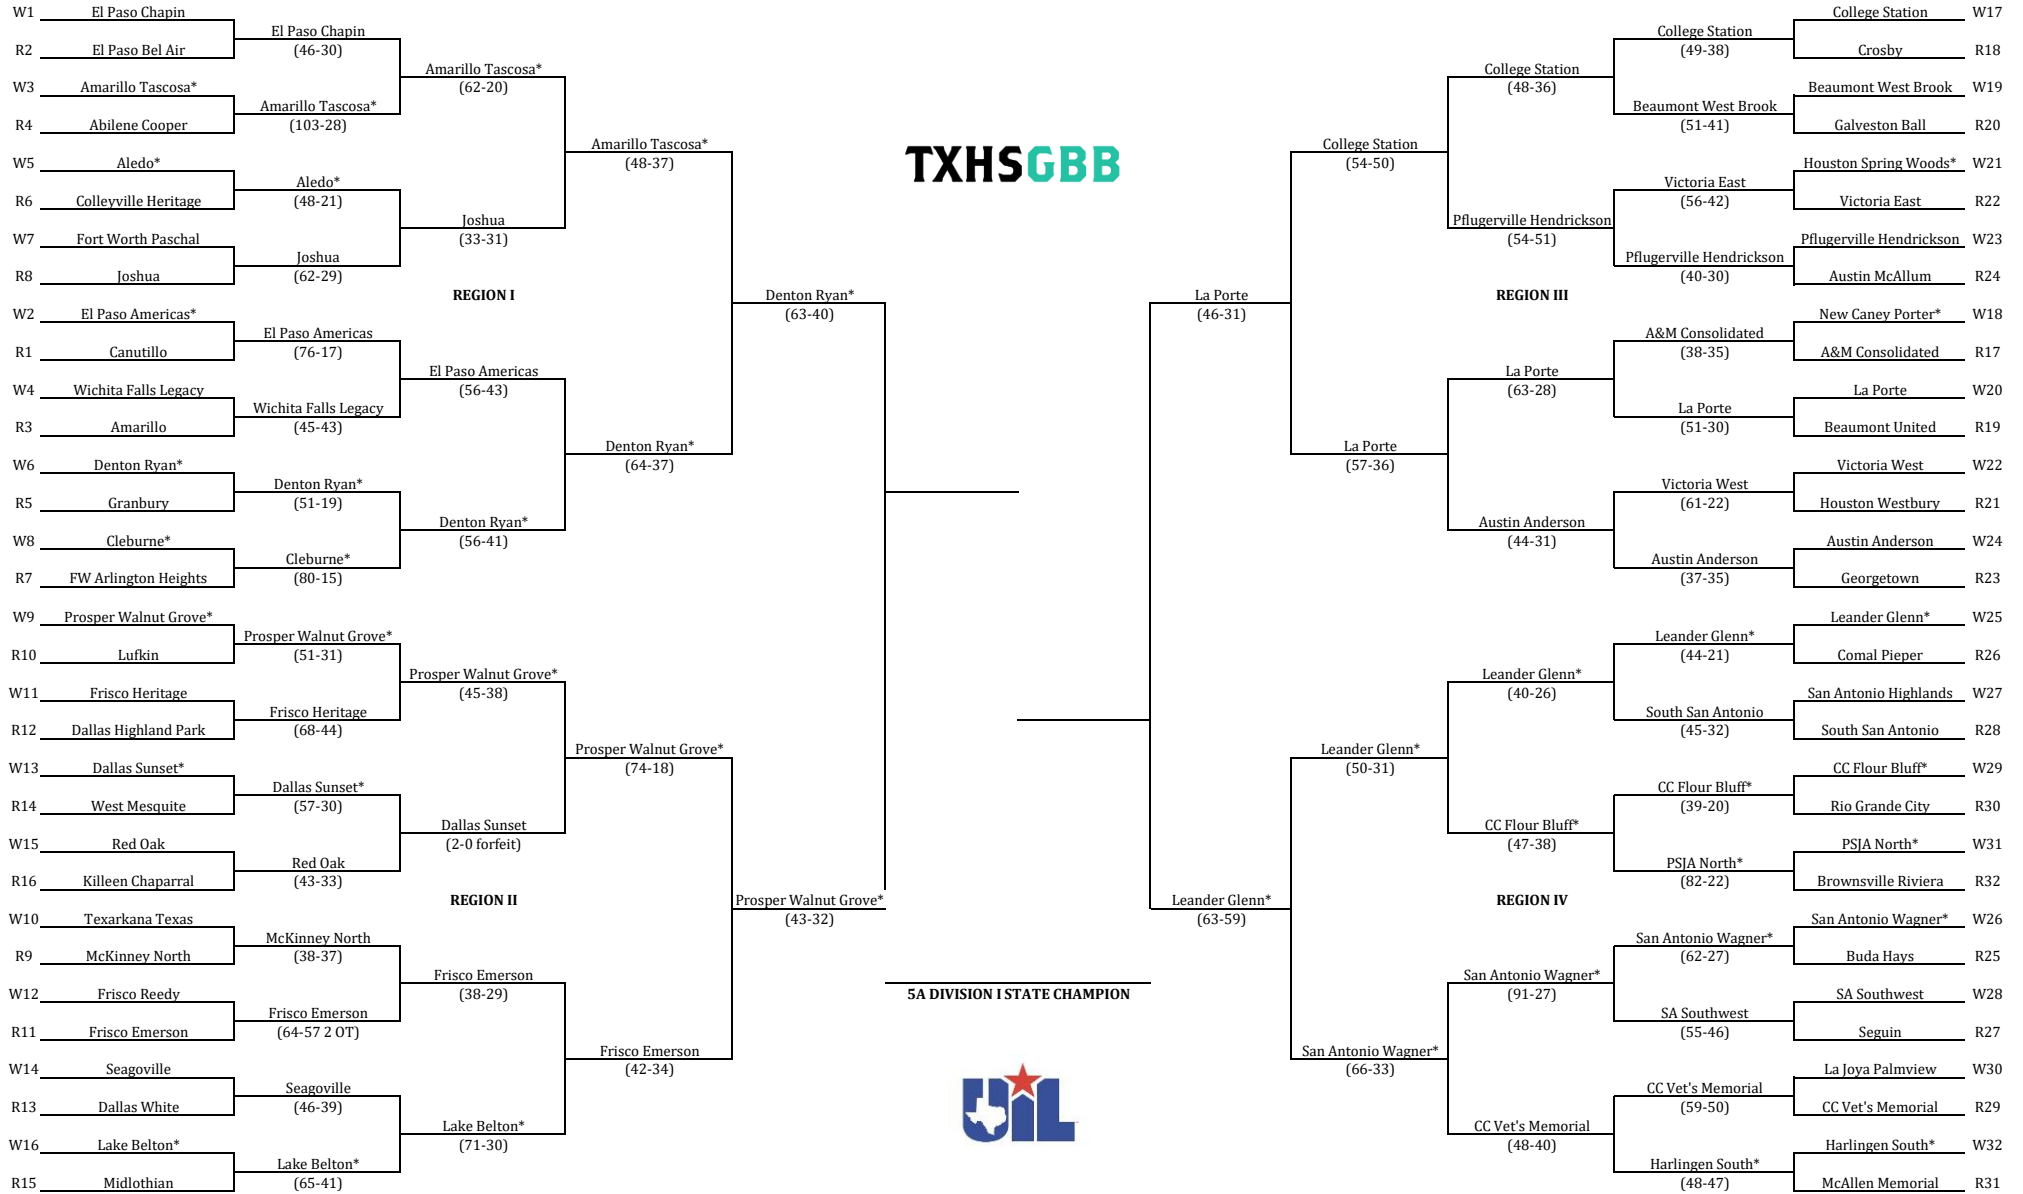 W1 El Paso Chapin
El Paso Chapin
(46-30)
R2 El Paso Bel Air
Amarillo Tascosa*
(62-20)
W3 Amarillo Tascosa*
Amarillo Tascosa*
(103-28)
R4 Abilene Cooper
Amarillo Tascosa*
(48-37)
W5 Aledo*
Aledo*
(48-21)
R6 Colleyville Heritage
Joshua
(33-31)
W7 Fort Worth Paschal
Joshua
(62-29)
R8 Joshua
REGION I
Denton Ryan*
(63-40)
W2 El Paso Americas*
El Paso Americas
(76-17)
R1 Canutillo
El Paso Americas
(56-43)
W4 Wichita Falls Legacy
Wichita Falls Legacy
(45-43)
R3 Amarillo
Denton Ryan*
(64-37)
W6 Denton Ryan*
Denton Ryan*
(51-19)
R5 Granbury
Denton Ryan*
(56-41)
W8 Cleburne*
Cleburne*
(80-15)
R7 FW Arlington Heights
W9 Prosper Walnut Grove*
Prosper Walnut Grove*
(51-31)
R10 Lufkin
Prosper Walnut Grove*
(45-38)
W11 Frisco Heritage
Frisco Heritage
(68-44)
R12 Dallas Highland Park
Prosper Walnut Grove*
(74-18)
W13 Dallas Sunset*
Dallas Sunset*
(57-30)
R14 West Mesquite
Dallas Sunset
(2-0 forfeit)
W15 Red Oak
Red Oak
(43-33)
R16 Killeen Chaparral
REGION II
Prosper Walnut Grove*
(43-32)
W10 Texarkana Texas
McKinney North
(38-37)
R9 McKinney North
Frisco Emerson
(38-29)
W12 Frisco Reedy
Frisco Emerson
(64-57 2 OT)
R11 Frisco Emerson
Frisco Emerson
(42-34)
W14 Seagoville
Seagoville
(46-39)
R13 Dallas White
Lake Belton*
(71-30)
W16 Lake Belton*
Lake Belton*
(65-41)
R15 Midlothian
TXHSGBB
5A DIVISION I STATE CHAMPION
UIL
College Station W17
College Station
(49-38)
Crosby R18
College Station
(48-36)
Beaumont West Brook W19
Beaumont West Brook
(51-41)
Galveston Ball R20
College Station
(54-50)
Houston Spring Woods* W21
Victoria East
(56-42)
Victoria East R22
Pflugerville Hendrickson
(54-51)
Pflugerville Hendrickson W23
Pflugerville Hendrickson
(40-30)
Austin McAllum R24
REGION III
La Porte
(46-31)
New Caney Porter* W18
A&M Consolidated
(38-35)
A&M Consolidated R17
La Porte
(63-28)
La Porte W20
La Porte
(51-30)
Beaumont United R19
La Porte
(57-36)
Victoria West W22
Victoria West
(61-22)
Houston Westbury R21
Austin Anderson
(44-31)
Austin Anderson W24
Austin Anderson
(37-35)
Georgetown R23
Leander Glenn* W25
Leander Glenn*
(44-21)
Comal Pieper R26
Leander Glenn*
(40-26)
San Antonio Highlands W27
South San Antonio
(45-32)
South San Antonio R28
Leander Glenn*
(50-31)
CC Flour Bluff* W29
CC Flour Bluff*
(39-20)
Rio Grande City R30
CC Flour Bluff*
(47-38)
PSJA North* W31
PSJA North*
(82-22)
Brownsville Riviera R32
REGION IV
Leander Glenn*
(63-59)
San Antonio Wagner* W26
San Antonio Wagner*
(62-27)
Buda Hays R25
San Antonio Wagner*
(91-27)
SA Southwest W28
SA Southwest
(55-46)
Seguin R27
San Antonio Wagner*
(66-33)
La Joya Palmview W30
CC Vet's Memorial
(59-50)
CC Vet's Memorial R29
CC Vet's Memorial
(48-40)
Harlingen South* W32
Harlingen South*
(48-47)
McAllen Memorial R31